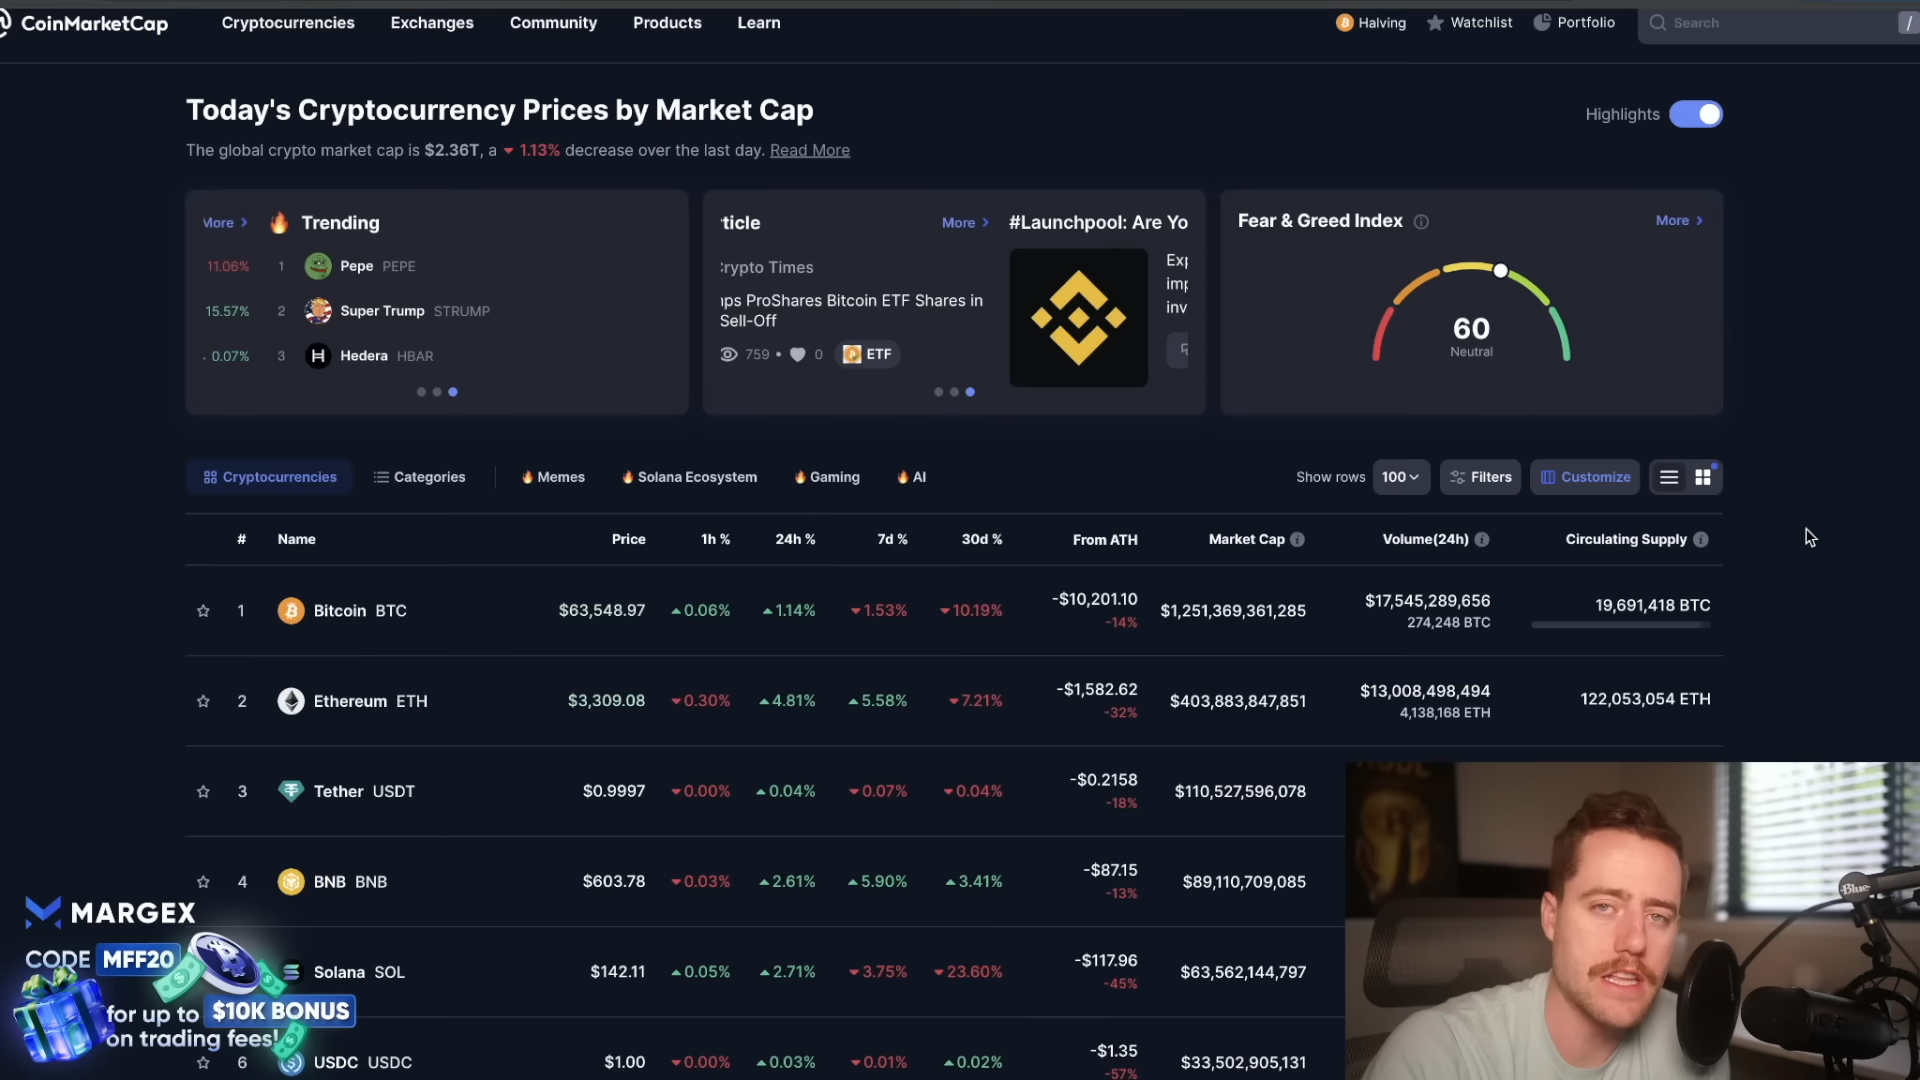 CoinMarketCap
Cryptocurrencies
Exchanges
Community
Products
Learn
Halving
Watchlist
Portfolio
Search
/
Today's Cryptocurrency Prices by Market Cap
Highlights
The global crypto market cap is $2.36T, a 1.13% decrease over the last day. Read More
More
Trending
11.06% 1 Pepe PEPE
15.57% 2 Super Trump STRUMP
0.07% 3 Hedera HBAR
ticle
More
#Launchpool: Are Yo
rypto Times
ps ProShares Bitcoin ETF Shares in
Sell-Off
759 • 0 ETF
Exp
imp
inv
Fear & Greed Index
More
60
Neutral
Cryptocurrencies
Categories
Memes
Solana Ecosystem
Gaming
AI
Show rows
100
Filters
Customize
# Name Price 1h % 24h % 7d % 30d % From ATH Market Cap Volume(24h) Circulating Supply
1 Bitcoin BTC $63,548.97 0.06% 1.14% 1.53% 10.19% -$10,201.10 $1,251,369,361,285 $17,545,289,656 19,691,418 BTC
-14% 274,248 BTC
2 Ethereum ETH $3,309.08 0.30% 4.81% 5.58% 7.21% -$1,582.62 $403,883,847,851 $13,008,498,494 122,053,054 ETH
-32% 4,138,168 ETH
3 Tether USDT $0.9997 0.00% 0.04% 0.07% 0.04% -$0.2158 $110,527,596,078
-18%
4 BNB BNB $603.78 0.03% 2.61% 5.90% 3.41% -$87.15 $89,110,709,085
-13%
Solana SOL $142.11 0.05% 2.71% 3.75% 23.60% -$117.96 $63,562,144,797
-45%
6 USDC USDC $1.00 0.00% 0.03% 0.01% 0.02% -$1.35 $33,502,905,131
-57%
MARGEX
CODE MFF20
for up to $10K BONUS
on trading fees!
Blue